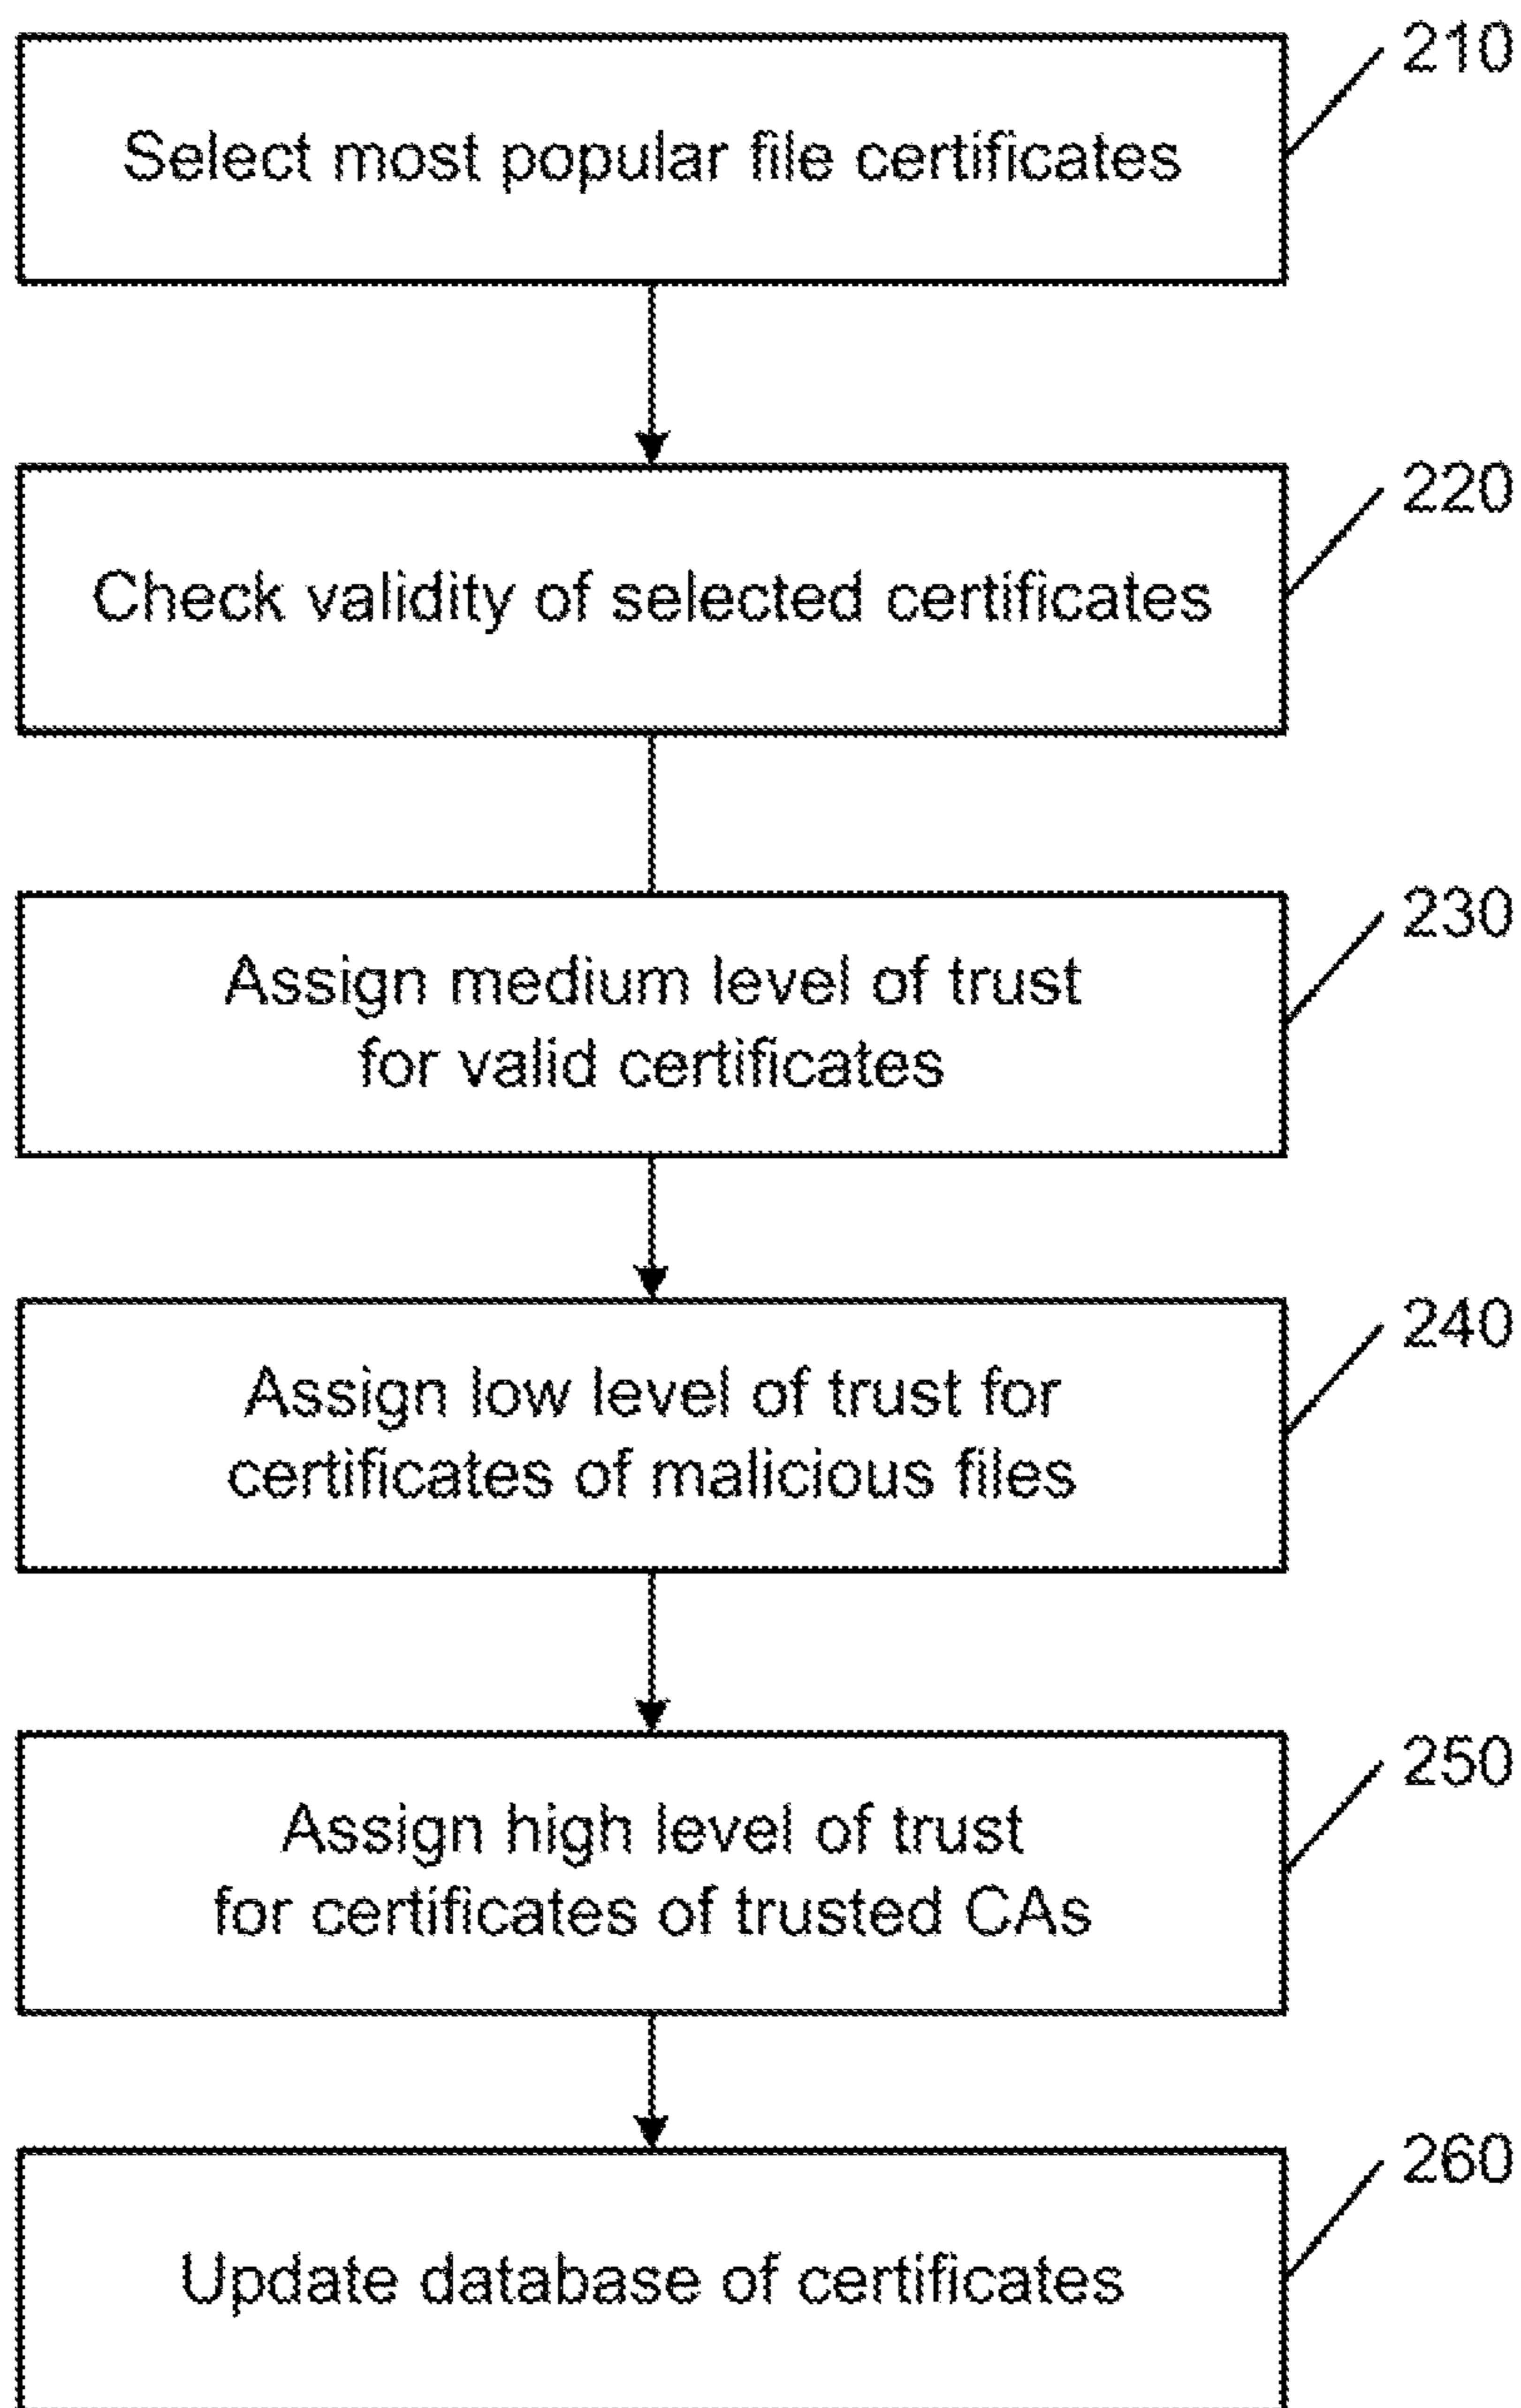 210
Select most popular file certificates
220
Check validity of selected certificates
230
Assign medium level of trust
for valid certificates
240
Assign low level of trust for
certificates of malicious files
250
Assign high level of trust
for certificates of trusted CAs
260
Update database of certificates